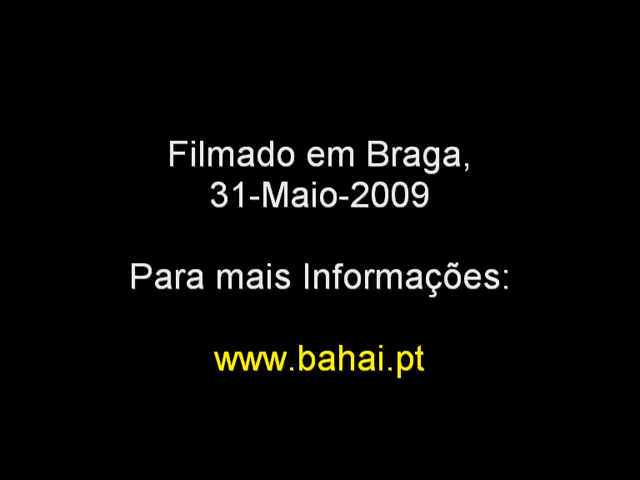 Filmado em Braga,
31-Maio-2009
Para mais Informações:
www.bahai.pt